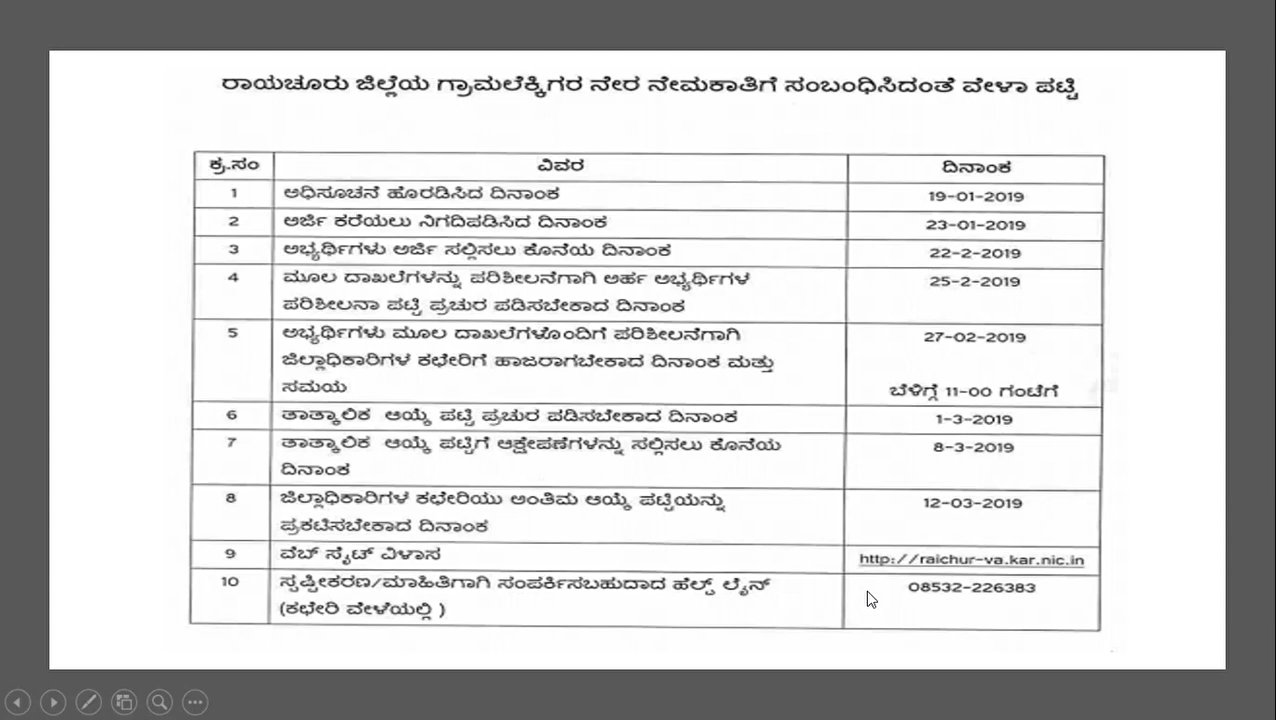 ರಾಯಚೂರು ಜಿಲ್ಲೆಯ ಗ್ರಾಮಲೆಕ್ಕಿಗರ ನೇರ ನೇಮಕಾತಿಗೆ ಸಂಬಂಧಿಸಿದಂತೆ ವೇಳಾ ಪಟ್ಟಿ
ಕ್ರ.ಸಂ ವಿವರ ದಿನಾಂಕ
1 ಅಧಿಸೂಚನೆ ಹೊರಡಿಸಿದ ದಿನಾಂಕ 19-01-2019
2 ಅರ್ಜಿ ಕರೆಯಲು ನಿಗದಿಪಡಿಸಿದ ದಿನಾಂಕ 23-01-2019
3 ಅಭ್ಯರ್ಥಿಗಳು ಅರ್ಜಿ ಸಲ್ಲಿಸಲು ಕೊನೆಯ ದಿನಾಂಕ 22-2-2019
4 ಮೂಲ ದಾಖಲೆಗಳನ್ನು ಪರಿಶೀಲನೆಗಾಗಿ ಅರ್ಹ ಅಭ್ಯರ್ಥಿಗಳ 25-2-2019
ಪರಿಶೀಲನಾ ಪಟ್ಟಿ ಪ್ರಚುರ ಪಡಿಸಬೇಕಾದ ದಿನಾಂಕ
5 ಅಭ್ಯರ್ಥಿಗಳು ಮೂಲ ದಾಖಲೆಗಳೊಂದಿಗೆ ಪರಿಶೀಲನೆಗಾಗಿ 27-02-2019
ಜಿಲ್ಲಾಧಿಕಾರಿಗಳ ಕಛೇರಿಗೆ ಹಾಜರಾಗಬೇಕಾದ ದಿನಾಂಕ ಮತ್ತು
ಸಮಯ ಬೆಳಿಗ್ಗೆ 11-00 ಗಂಟೆಗೆ
6 ತಾತ್ಕಾಲಿಕ ಆಯ್ಕೆ ಪಟ್ಟಿ ಪ್ರಚುರ ಪಡಿಸಬೇಕಾದ ದಿನಾಂಕ 1-3-2019
7 ತಾತ್ಕಾಲಿಕ ಆಯ್ಕೆ ಪಟ್ಟಿಗೆ ಆಕ್ಷೇಪಣೆಗಳನ್ನು ಸಲ್ಲಿಸಲು ಕೊನೆಯ 8-3-2019
ದಿನಾಂಕ
8 ಜಿಲ್ಲಾಧಿಕಾರಿಗಳ ಕಛೇರಿಯು ಅಂತಿಮ ಆಯ್ಕೆ ಪಟ್ಟಿಯನ್ನು 12-03-2019
ಪ್ರಕಟಿಸಬೇಕಾದ ದಿನಾಂಕ
9 ವೆಬ್ ಸೈಟ್ ವಿಳಾಸ http://raichur-va.kar.nic.in
10 ಸ್ಪಷ್ಟೀಕರಣ/ಮಾಹಿತಿಗಾಗಿ ಸಂಪರ್ಕಿಸಬಹುದಾದ ಹೆಲ್ಪ್ ಲೈನ್ 08532-226383
(ಕಛೇರಿ ವೇಳೆಯಲ್ಲಿ )